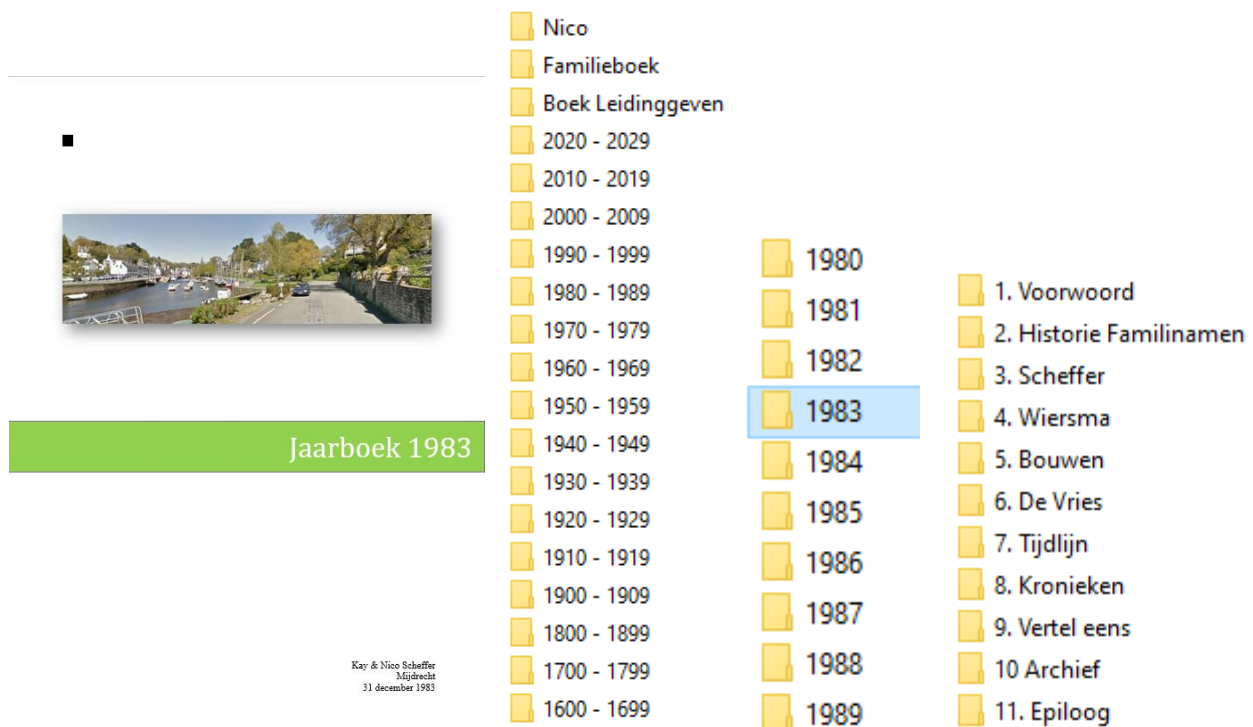 Jaarboek 1983
Kay & Nico Scheffer
Mijdrecht
31 december 1983
Nico
Familieboek
Boek Leidinggeven
2020 - 2029
2010 - 2019
2000 - 2009
1990 - 1999
1980 - 1989
1970 - 1979
1960 - 1969
1950 - 1959
1940 - 1949
1930 - 1939
1920 - 1929
1910 - 1919
1900 - 1909
1800 - 1899
1700 - 1799
1600 - 1699
1980
1981
1982
1983
1984
1985
1986
1987
1988
1989
1. Voorwoord
2. Historie Familinamen
3. Scheffer
4. Wiersma
5. Bouwen
6. De Vries
7. Tijdlijn
8. Kronieken
9. Vertel eens
10 Archief
11. Epiloog